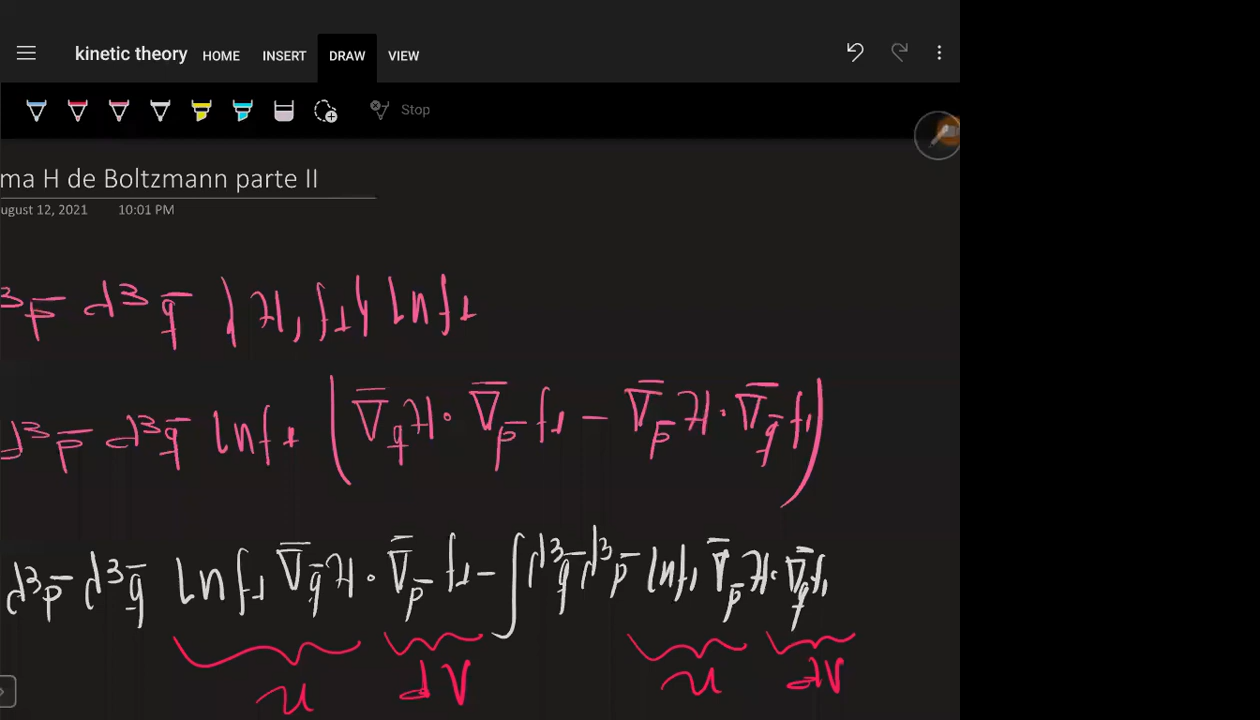 kinetic theory HOME INSERT DRAW VIEW
Stop
ma H de Boltzmann parte II
ugust 12, 2021 10:01 PM
³p̅ d³q̅ {H, f₁} ln f₁
d³p̅ d³q̅ ln f₁ (∇̅q H · ∇̅p̅ f₁ − ∇̅p̅ H · ∇̅q̅ f₁)
d³p̅ d³q̅ ln f₁ ∇̅q̅ H · ∇̅p̅ f₁ − ∫d³q̅ d³p̅ ln f₁ ∇̅p̅ H · ∇̅q̅ f₁
u dV u dV